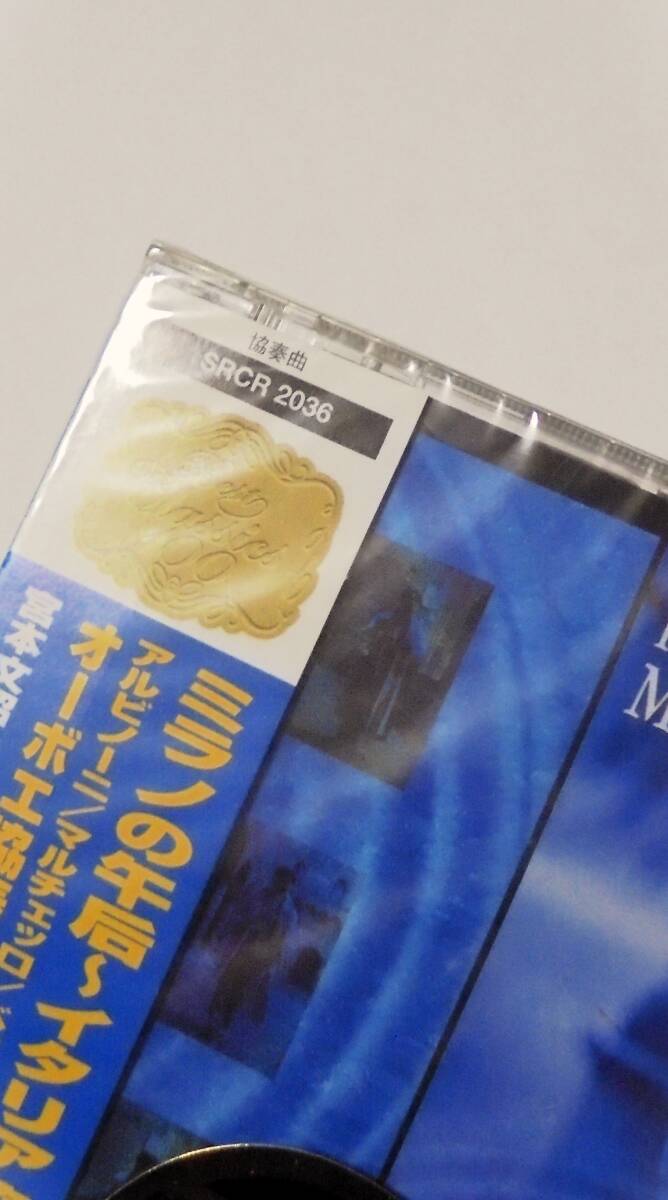 協奏曲
SRCR 2036
ミラノの午后〜イタリア
アルビノーニ/マルチェッロ/
オーボエ協奏
宮本文昭
M